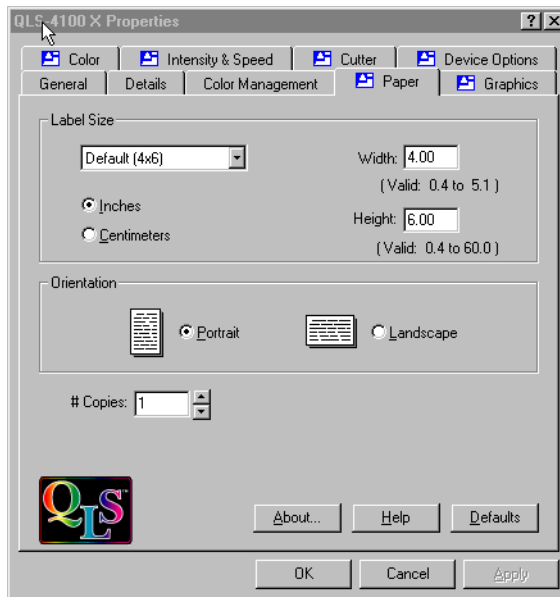 QLS-4100 X Properties
Color Intensity & Speed Cutter Device Options
General Details Color Management Paper Graphics
Label Size
Default (4x6)
Width: 4.00
( Valid: 0.4 to 5.1 )
Inches
Height: 6.00
Centimeters
( Valid: 0.4 to 60.0 )
Orientation
Portrait Landscape
# Copies: 1
QLS
About... Help Defaults
OK Cancel Apply